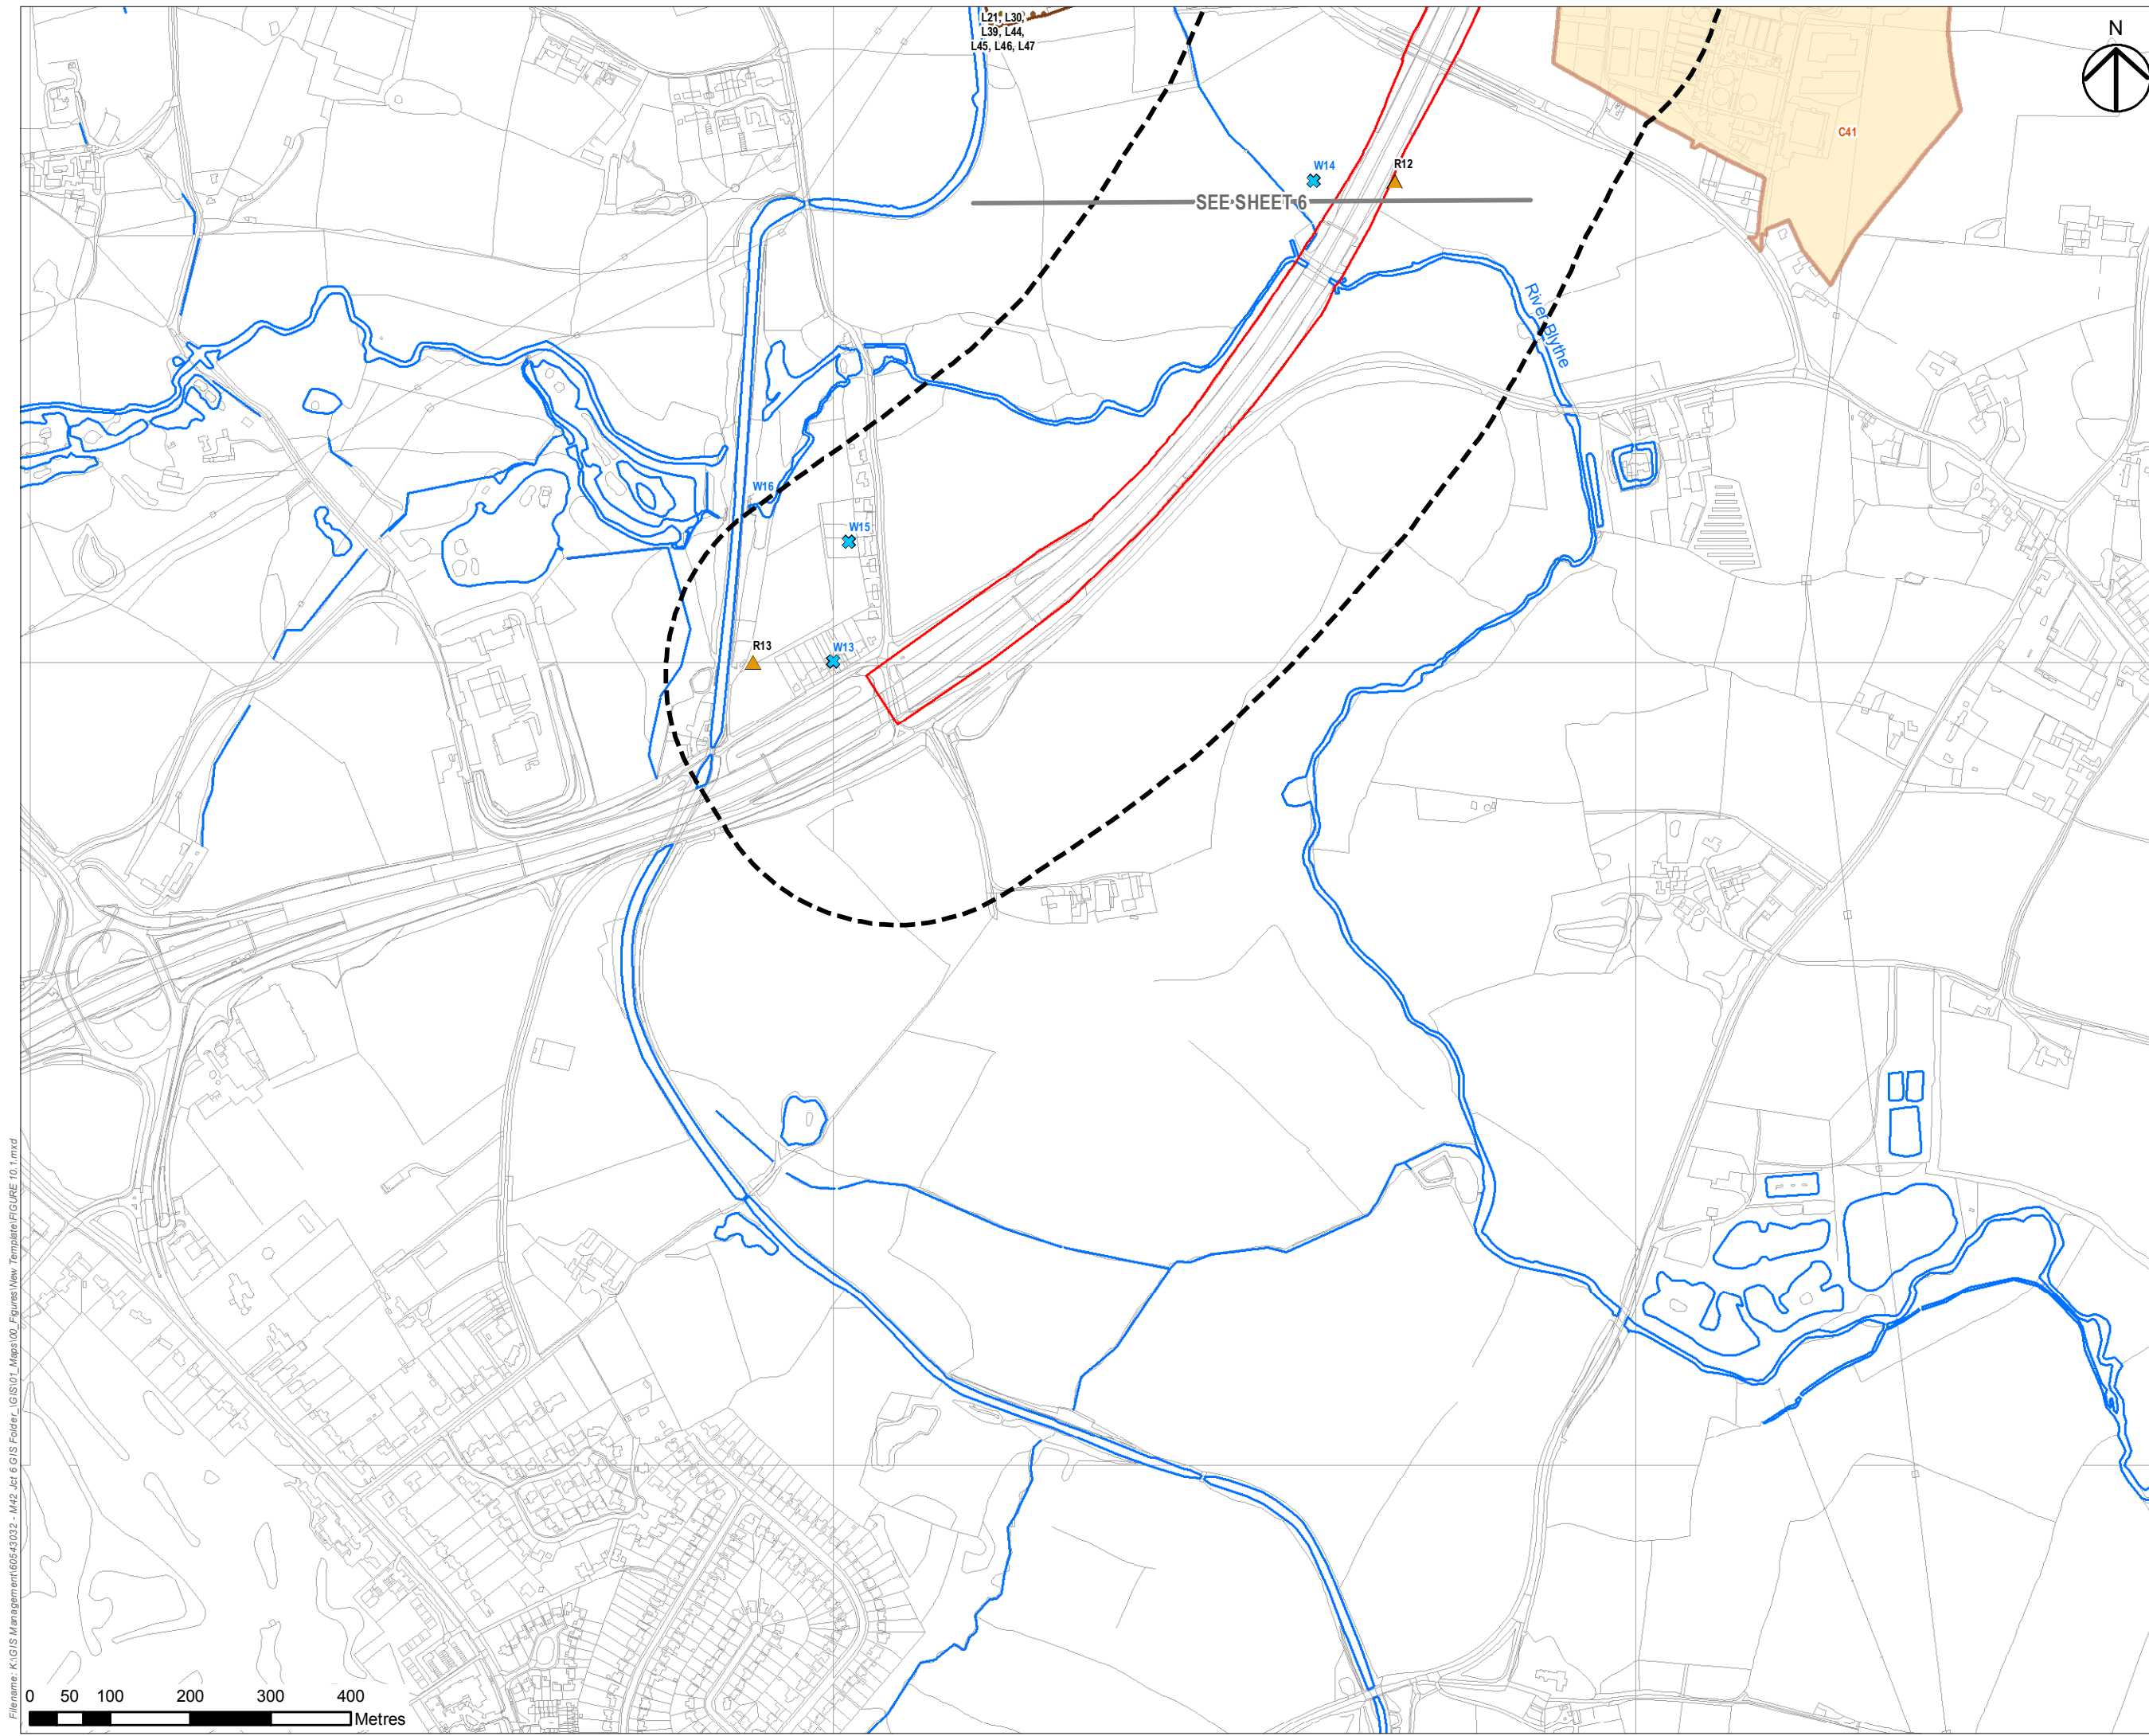 L21, L30,
L39, L44,
L45, L46, L47
N
C41
W14
R12
SEE SHEET 6
River Blythe
W16
W15
R13
W13
Filename: K:\GIS Management\60543032 - M42 Jct 6 GIS Folder_\GIS\01_Maps\00_Figures\New Template\FIGURE 10.1.mxd
0 50 100 200 300 400
Metres